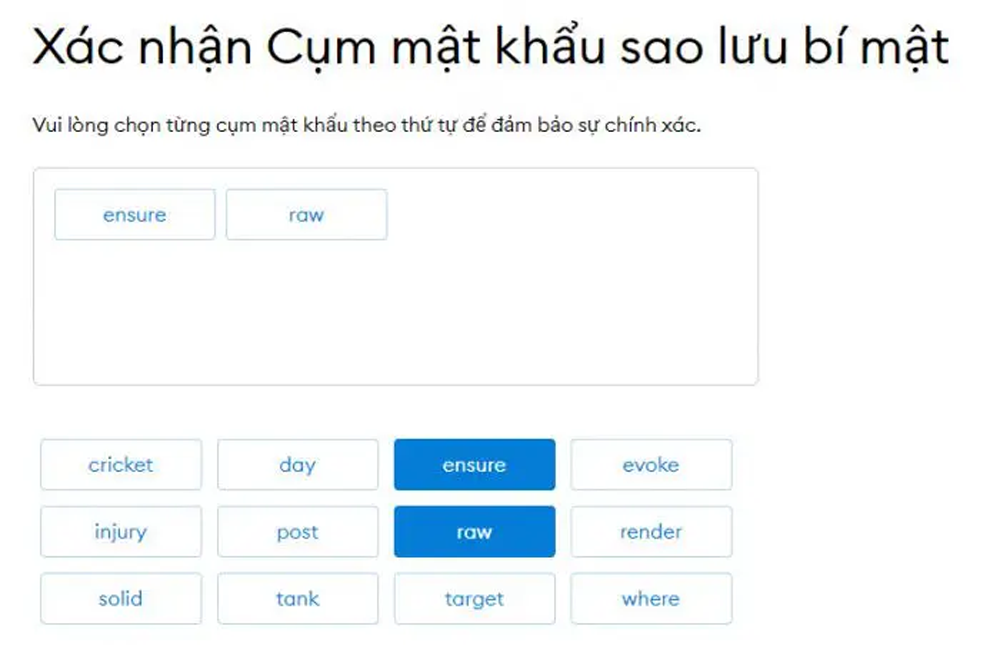 Xác nhận Cụm mật khẩu sao lưu bí mật
Vui lòng chọn từng cụm mật khẩu theo thứ tự để đảm bảo sự chính xác.
ensure raw
cricket day ensure evoke
injury post raw render
solid tank target where